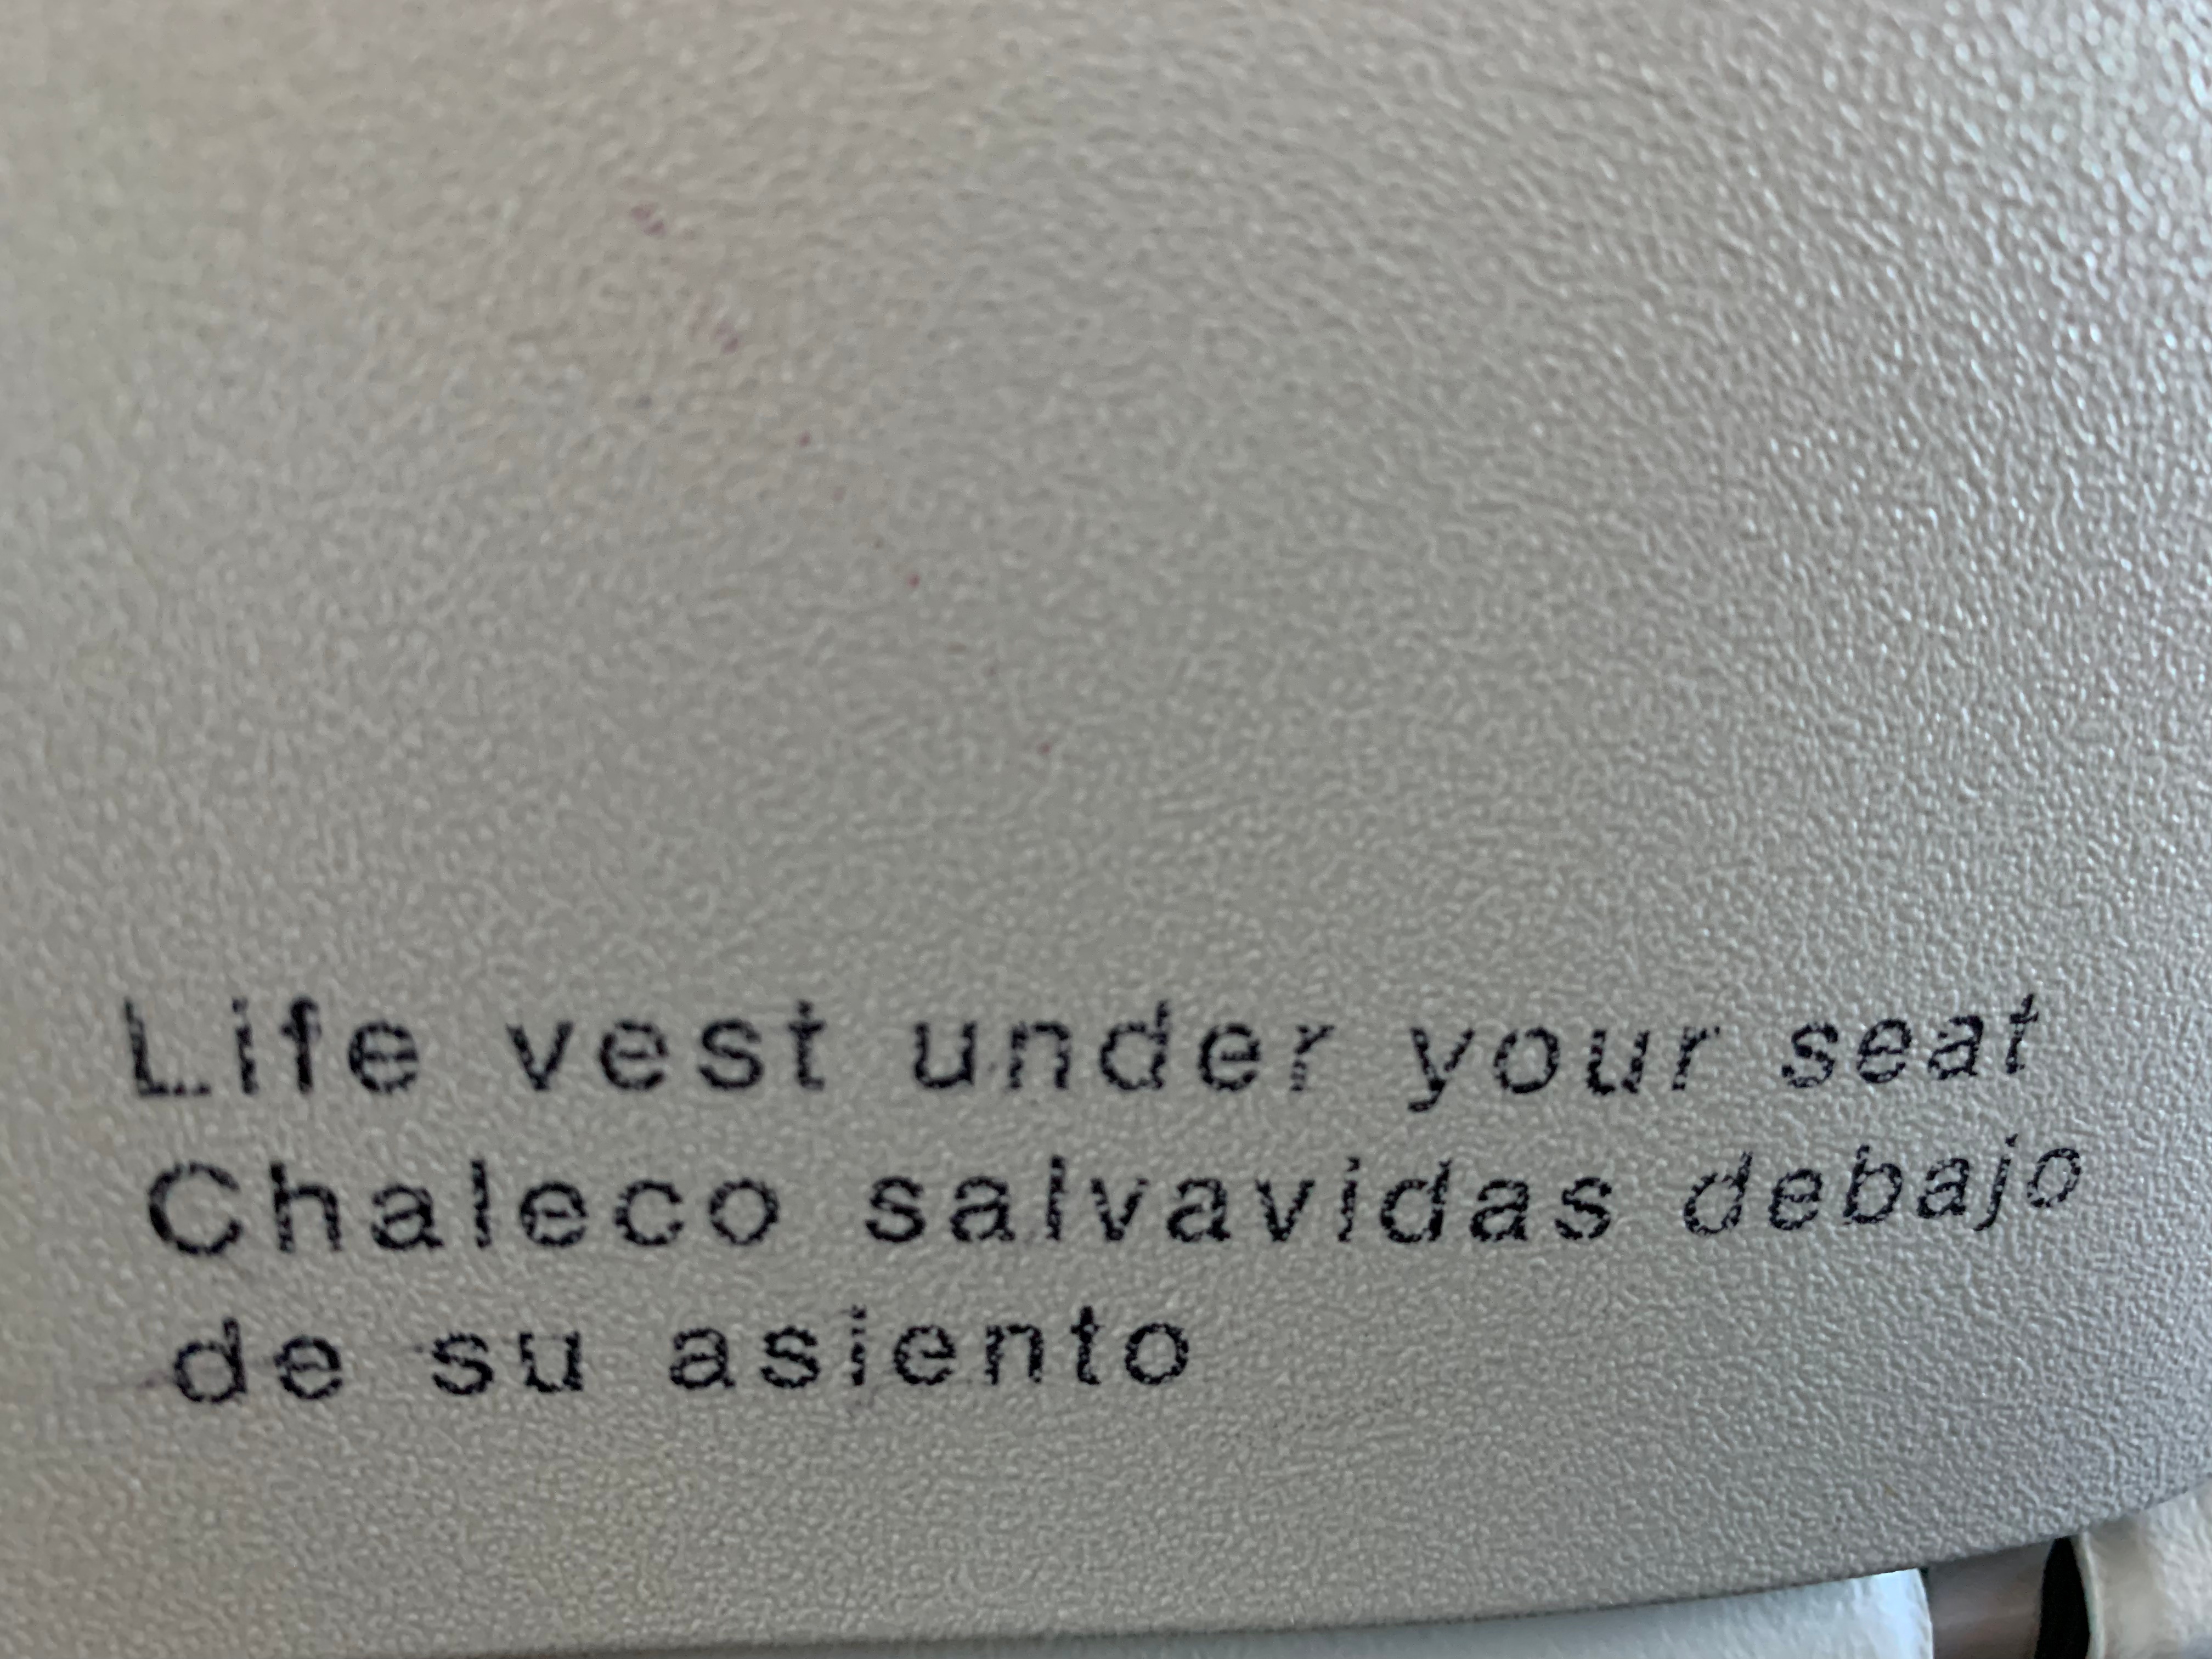 Life vest under your seat
Chaleco salvavidas debajo
de su asiento